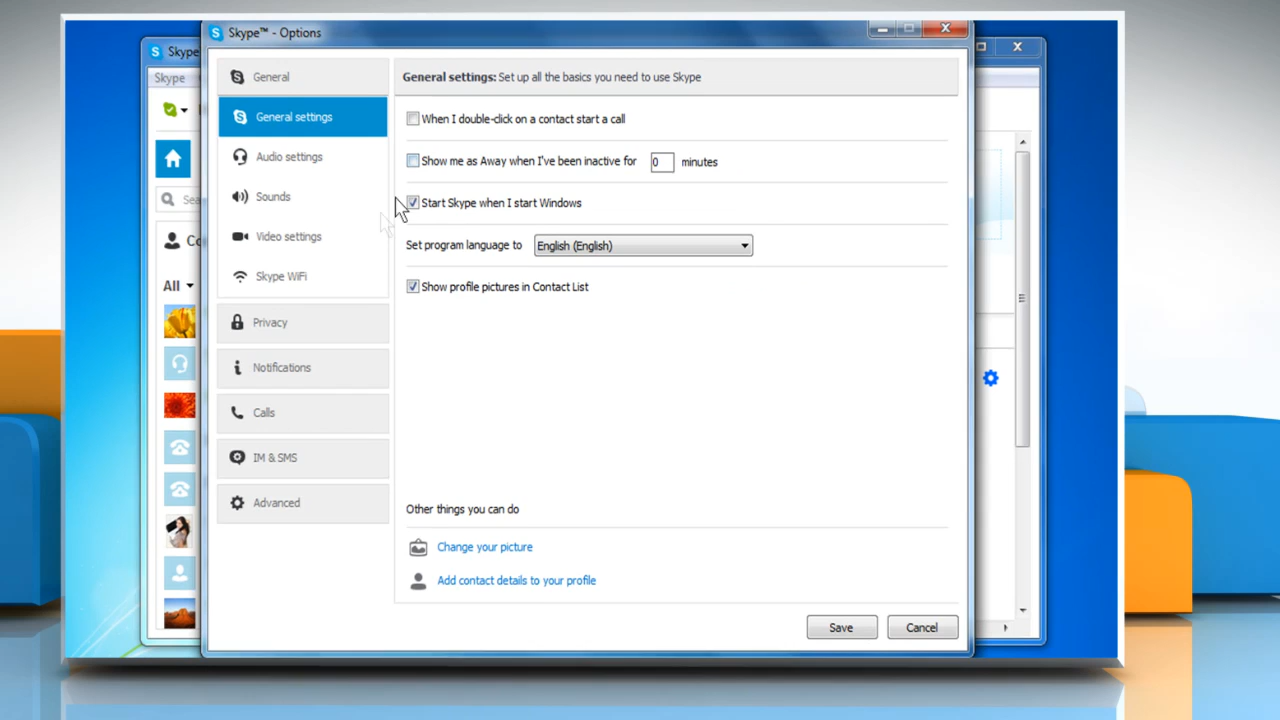 Skype™ - Options
Skype
Skype
General
General settings: Set up all the basics you need to use Skype
General settings
When I double-click on a contact start a call
Audio settings
Show me as Away when I've been inactive for 0 minutes
Sounds
Start Skype when I start Windows
Video settings
Set program language to English (English)
Skype WiFi
Show profile pictures in Contact List
All
Privacy
Notifications
Calls
IM & SMS
Advanced
Other things you can do
Change your picture
Add contact details to your profile
Save
Cancel